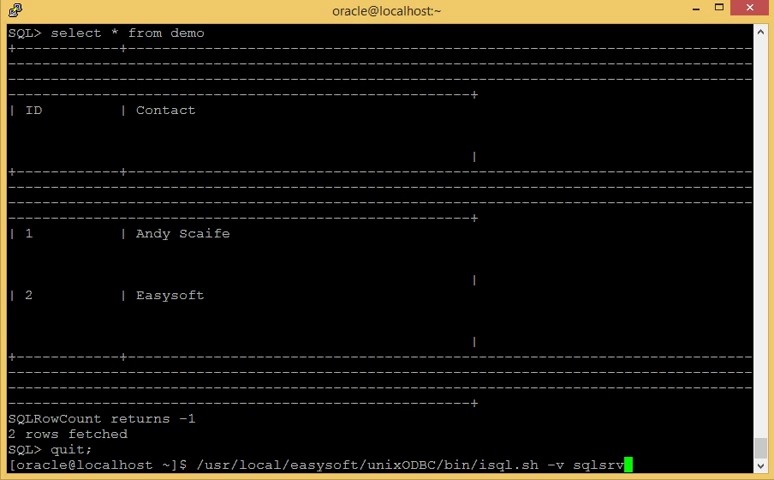 oracle@localhost:~
SQL> select * from demo
| ID | Contact
|
| 1 | Andy Scaife
|
| 2 | Easysoft
|
SQLRowCount returns -1
2 rows fetched
SQL> quit;
[oracle@localhost ~]$ /usr/local/easysoft/unixODBC/bin/isql.sh -v sqlsrv